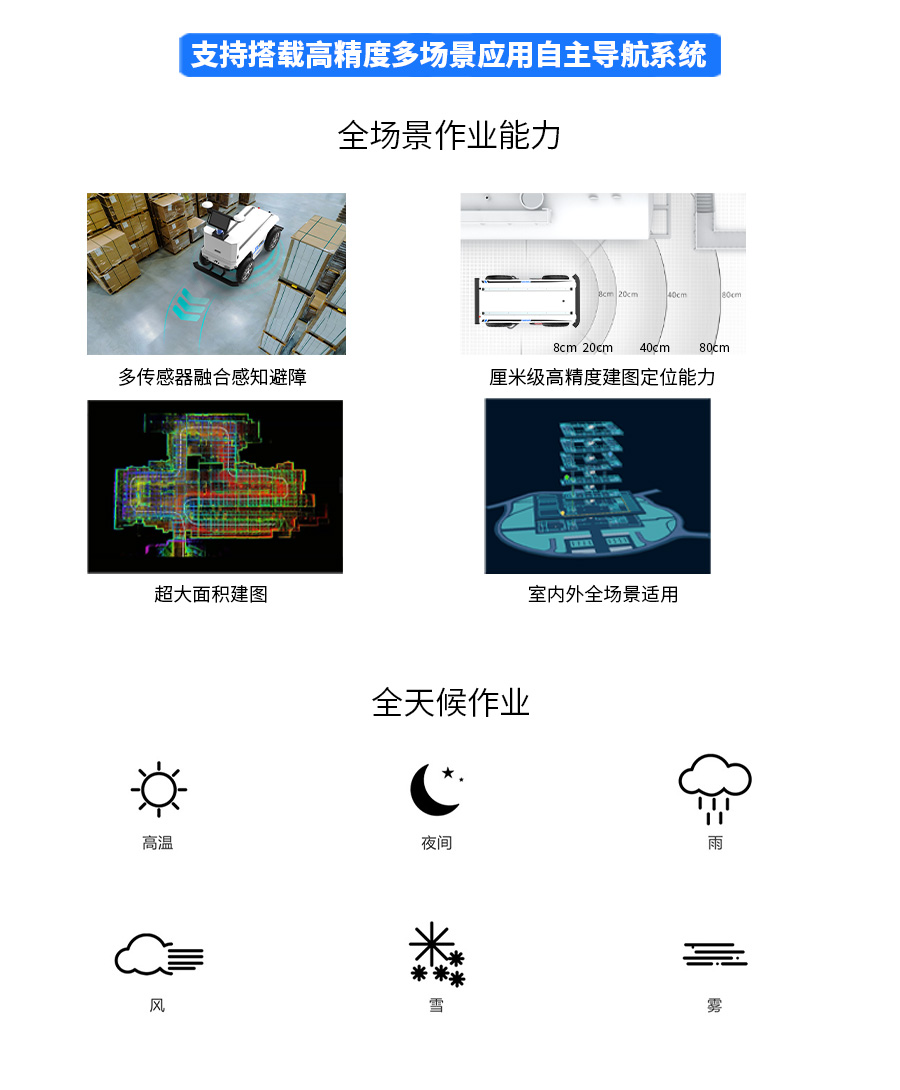 支持搭载高精度多场景应用自主导航系统
全场景作业能力
8cm 20cm 40cm 80cm
8cm 20cm 40cm 80cm
多传感器融合感知避障
厘米级高精度建图定位能力
超大面积建图
室内外全场景适用
全天候作业
高温
夜间
雨
风
雪
雾